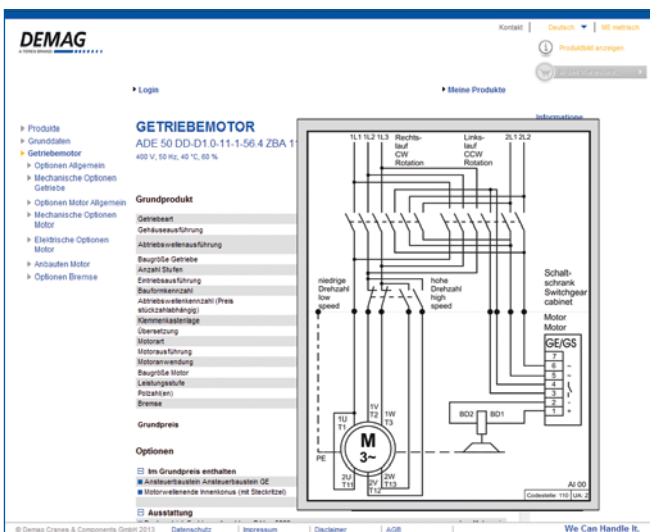 Kontakt
Deutsch
MS metrisch
DEMAG
Produktbild anzeigen
Login
Meine Produkte
Informationen
Produkte
Grunddaten
Getriebemotor
Optionen Allgemein
Mechanische Optionen
Getriebe
Optionen Motor Allgemein
Mechanische Optionen
Motor
Elektrische Optionen
Motor
Anbauten Motor
Optionen Bremse
GETRIEBEMOTOR
ADE 50 DD-D1.0-11-1-56.4 ZBA 1
400 V, 50 Hz, 40 °C, 60 %
Grundprodukt
Getriebeart
Gehäuseausführung
Abtriebswellenausführung
Baugröße Getriebe
Anzahl Stufen
Eintriebsausführung
Bauformkennzahl
Abtriebswellenkennzahl (Preis
stückzahlabhängig)
Klemmenkastenlage
Übersetzung
Motorart
Motorausführung
Motoranwendung
Baugröße Motor
Leistungsstufe
Polzahl(en)
Bremse
Grundpreis
Optionen
Im Grundpreis enthalten
Ansteuerbaustein Ansteuerbaustein GE
Motorwellenende Innenkonus (mit Steckritzel)
Ausstattung
1L1 1L2 1L3
Rechts-
lauf
CW
Rotation
Links-
lauf
CCW
Rotation
2L1 2L2
niedrige
Drehzahl
low
speed
hohe
Drehzahl
high
speed
Schalt-
schrank
Switchgear
cabinet
Motor
Motor
GE/GS
7
6 ~
5 ~
4
3
2 -
1 +
BD2 BD1
1U
T1
1V
T2
1W
T3
M
3~
PE
2U
T11
2V
T12
2W
T13
AI 00
Codestelle: 110 UA: Z
© Demag Cranes & Components GmbH 2013
Datenschutz
Impressum
Disclaimer
AGB
We Can Handle It.